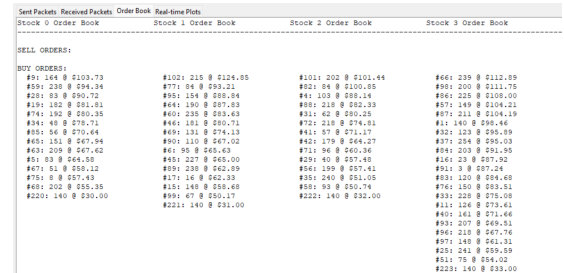 Sent Packets Received Packets Order Book Real-time Plots
Stock 0 Order Book Stock 1 Order Book Stock 2 Order Book Stock 3 Order Book
SELL ORDERS:
BUY ORDERS:
#9: 164 @ $103.73 #102: 215 @ $124.85 #101: 202 @ $101.44 #66: 239 @ $112.89
#59: 238 @ $94.34 #77: 84 @ $93.21 #82: 84 @ $100.85 #98: 200 @ $111.75
#28: 83 @ $90.72 #95: 154 @ $88.84 #4: 103 @ $88.14 #86: 225 @ $108.00
#19: 182 @ $81.81 #64: 190 @ $87.83 #88: 218 @ $82.33 #57: 149 @ $104.21
#74: 192 @ $80.35 #60: 235 @ $83.63 #31: 62 @ $80.25 #87: 211 @ $104.19
#34: 48 @ $78.71 #46: 181 @ $80.71 #72: 218 @ $74.81 #1: 140 @ $98.46
#85: 56 @ $70.64 #69: 131 @ $74.13 #41: 57 @ $71.17 #32: 123 @ $95.89
#65: 151 @ $67.94 #90: 110 @ $67.02 #42: 179 @ $64.27 #37: 254 @ $95.03
#63: 209 @ $67.62 #6: 95 @ $65.63 #71: 96 @ $60.36 #84: 203 @ $91.95
#5: 83 @ $64.58 #45: 227 @ $65.00 #29: 40 @ $57.48 #16: 23 @ $87.92
#67: 51 @ $58.12 #89: 238 @ $62.89 #56: 199 @ $57.41 #91: 3 @ $87.24
#75: 8 @ $57.43 #17: 16 @ $62.33 #35: 240 @ $51.05 #83: 120 @ $84.68
#68: 202 @ $55.35 #15: 148 @ $58.68 #58: 93 @ $50.74 #76: 150 @ $83.51
#220: 140 @ $30.00 #99: 67 @ $50.17 #222: 140 @ $32.00 #33: 228 @ $75.08
#221: 140 @ $31.00 #11: 126 @ $73.61
#40: 161 @ $71.66
#93: 207 @ $69.51
#96: 218 @ $67.76
#97: 148 @ $61.31
#25: 241 @ $59.59
#51: 75 @ $54.02
#223: 140 @ $33.00